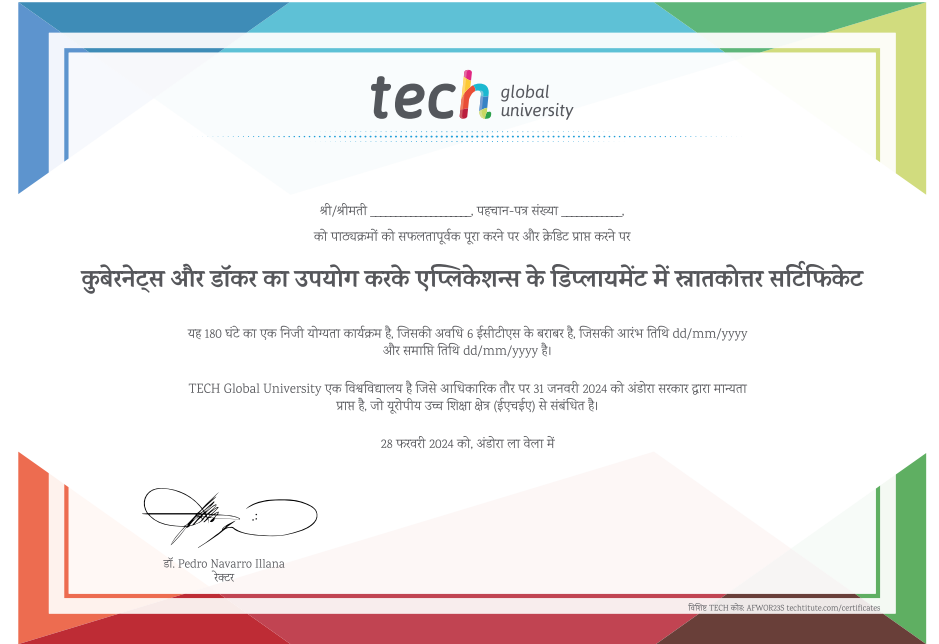 tech global
university
श्री/श्रीमती ____________________, पहचान-पत्र संख्या ____________,
को पाठ्यक्रमों को सफलतापूर्वक पूरा करने पर और क्रेडिट प्राप्त करने पर
कुबेरनेट्स और डॉकर का उपयोग करके एप्लिकेशन्स के डिप्लायमेंट में स्नातकोत्तर सर्टिफिकेट
यह 180 घंटे का एक निजी योग्यता कार्यक्रम है, जिसकी अवधि 6 ईसीटीएस के बराबर है, जिसकी आरंभ तिथि dd/mm/yyyy
और समाप्ति तिथि dd/mm/yyyy है।
TECH Global University एक विश्वविद्यालय है जिसे आधिकारिक तौर पर 31 जनवरी 2024 को अंडोरा सरकार द्वारा मान्यता
प्राप्त है, जो यूरोपीय उच्च शिक्षा क्षेत्र (ईएचईए) से संबंधित है।
28 फरवरी 2024 को, अंडोरा ला वेला में
डॉ. Pedro Navarro Illana
रेक्टर
विशिष्ट TECH कोड: AFWOR23S techtitute.com/certificates